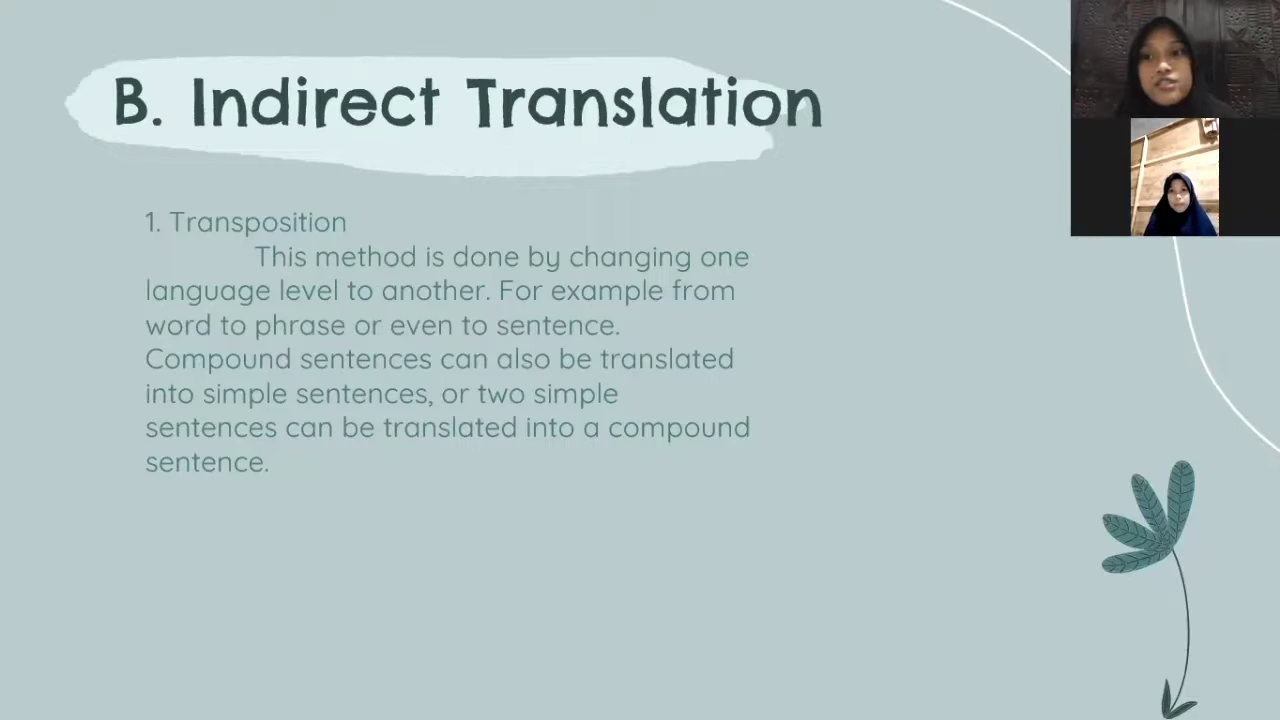 B. Indirect Translation
1. Transposition
This method is done by changing one
language level to another. For example from
word to phrase or even to sentence.
Compound sentences can also be translated
into simple sentences, or two simple
sentences can be translated into a compound
sentence.